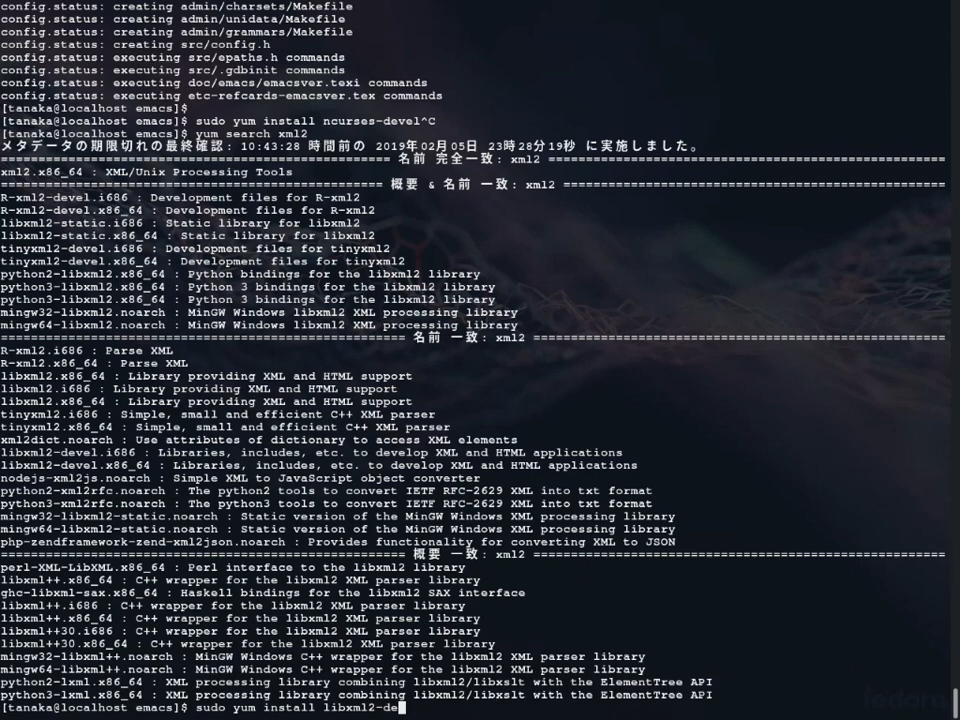 config.status: creating admin/charsets/Makefile
config.status: creating admin/unidata/Makefile
config.status: creating admin/grammars/Makefile
config.status: creating src/config.h
config.status: executing src/epaths.h commands
config.status: executing src/.gdbinit commands
config.status: executing doc/emacs/emacsver.texi commands
config.status: executing etc-refcards-emacsver.tex commands
[tanaka@localhost emacs]$
[tanaka@localhost emacs]$ sudo yum install ncurses-devel^C
[tanaka@localhost emacs]$ yum search xml2
メタデータの期限切れの最終確認: 10:43:28 時間前の 2019年02月05日 23時28分19秒 に実施しました。
==================================================== 名前 完全一致: xml2 =======================================================
xml2.x86_64 : XML/Unix Processing Tools
=================================================== 概要 & 名前 一致: xml2 ===================================================
R-xml2-devel.i686 : Development files for R-xml2
R-xml2-devel.x86_64 : Development files for R-xml2
libxml2-static.i686 : Static library for libxml2
libxml2-static.x86_64 : Static library for libxml2
tinyxml2-devel.i686 : Development files for tinyxml2
tinyxml2-devel.x86_64 : Development files for tinyxml2
python2-libxml2.x86_64 : Python bindings for the libxml2 library
python3-libxml2.x86_64 : Python 3 bindings for the libxml2 library
python3-libxml2.x86_64 : Python 3 bindings for the libxml2 library
mingw32-libxml2.noarch : MinGW Windows libxml2 XML processing library
mingw64-libxml2.noarch : MinGW Windows libxml2 XML processing library
====================================================== 名前 一致: xml2 =======================================================
R-xml2.i686 : Parse XML
R-xml2.x86_64 : Parse XML
libxml2.x86_64 : Library providing XML and HTML support
libxml2.i686 : Library providing XML and HTML support
libxml2.x86_64 : Library providing XML and HTML support
tinyxml2.i686 : Simple, small and efficient C++ XML parser
tinyxml2.x86_64 : Simple, small and efficient C++ XML parser
xml2dict.noarch : Use attributes of dictionary to access XML elements
libxml2-devel.i686 : Libraries, includes, etc. to develop XML and HTML applications
libxml2-devel.x86_64 : Libraries, includes, etc. to develop XML and HTML applications
nodejs-xml2js.noarch : Simple XML to JavaScript object converter
python2-xml2rfc.noarch : The python2 tools to convert IETF RFC-2629 XML into txt format
python3-xml2rfc.noarch : The python3 tools to convert IETF RFC-2629 XML into txt format
mingw32-libxml2-static.noarch : Static version of the MinGW Windows XML processing library
mingw64-libxml2-static.noarch : Static version of the MinGW Windows XML processing library
php-zendframework-zend-xml2json.noarch : Provides functionality for converting XML to JSON
====================================================== 概要 一致: xml2 =======================================================
perl-XML-LibXML.x86_64 : Perl interface to the libxml2 library
libxml++.x86_64 : C++ wrapper for the libxml2 XML parser library
ghc-libxml-sax.x86_64 : Haskell bindings for the libxml2 SAX interface
libxml++.i686 : C++ wrapper for the libxml2 XML parser library
libxml++.x86_64 : C++ wrapper for the libxml2 XML parser library
libxml++30.i686 : C++ wrapper for the libxml2 XML parser library
libxml++30.x86_64 : C++ wrapper for the libxml2 XML parser library
mingw32-libxml++.noarch : MinGW Windows C++ wrapper for the libxml2 XML parser library
mingw64-libxml++.noarch : MinGW Windows C++ wrapper for the libxml2 XML parser library
python2-lxml.x86_64 : XML processing library combining libxml2/libxslt with the ElementTree API
python3-lxml.x86_64 : XML processing library combining libxml2/libxslt with the ElementTree API
[tanaka@localhost emacs]$ sudo yum install libxml2-de
fedora